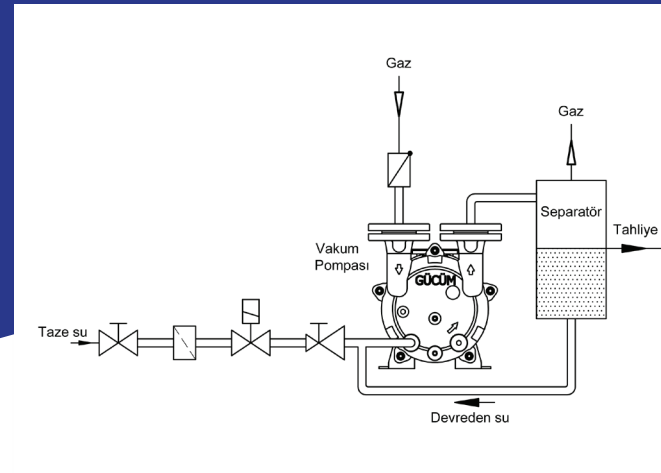 Gaz
Gaz
Separatör
Tahliye
Vakum
Pompası
GÜCÜM
Taze su
Devreden su